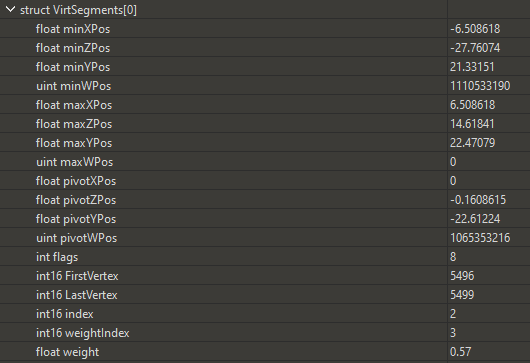 struct VirtSegments[0]
float minXPos -6.508618
float minZPos -27.76074
float minYPos 21.33151
uint minWPos 1110533190
float maxXPos 6.508618
float maxZPos 14.61841
float maxYPos 22.47079
uint maxWPos 0
float pivotXPos 0
float pivotZPos -0.1608615
float pivotYPos -22.61224
uint pivotWPos 1065353216
int flags 8
int16 FirstVertex 5496
int16 LastVertex 5499
int16 index 2
int16 weightIndex 3
float weight 0.57